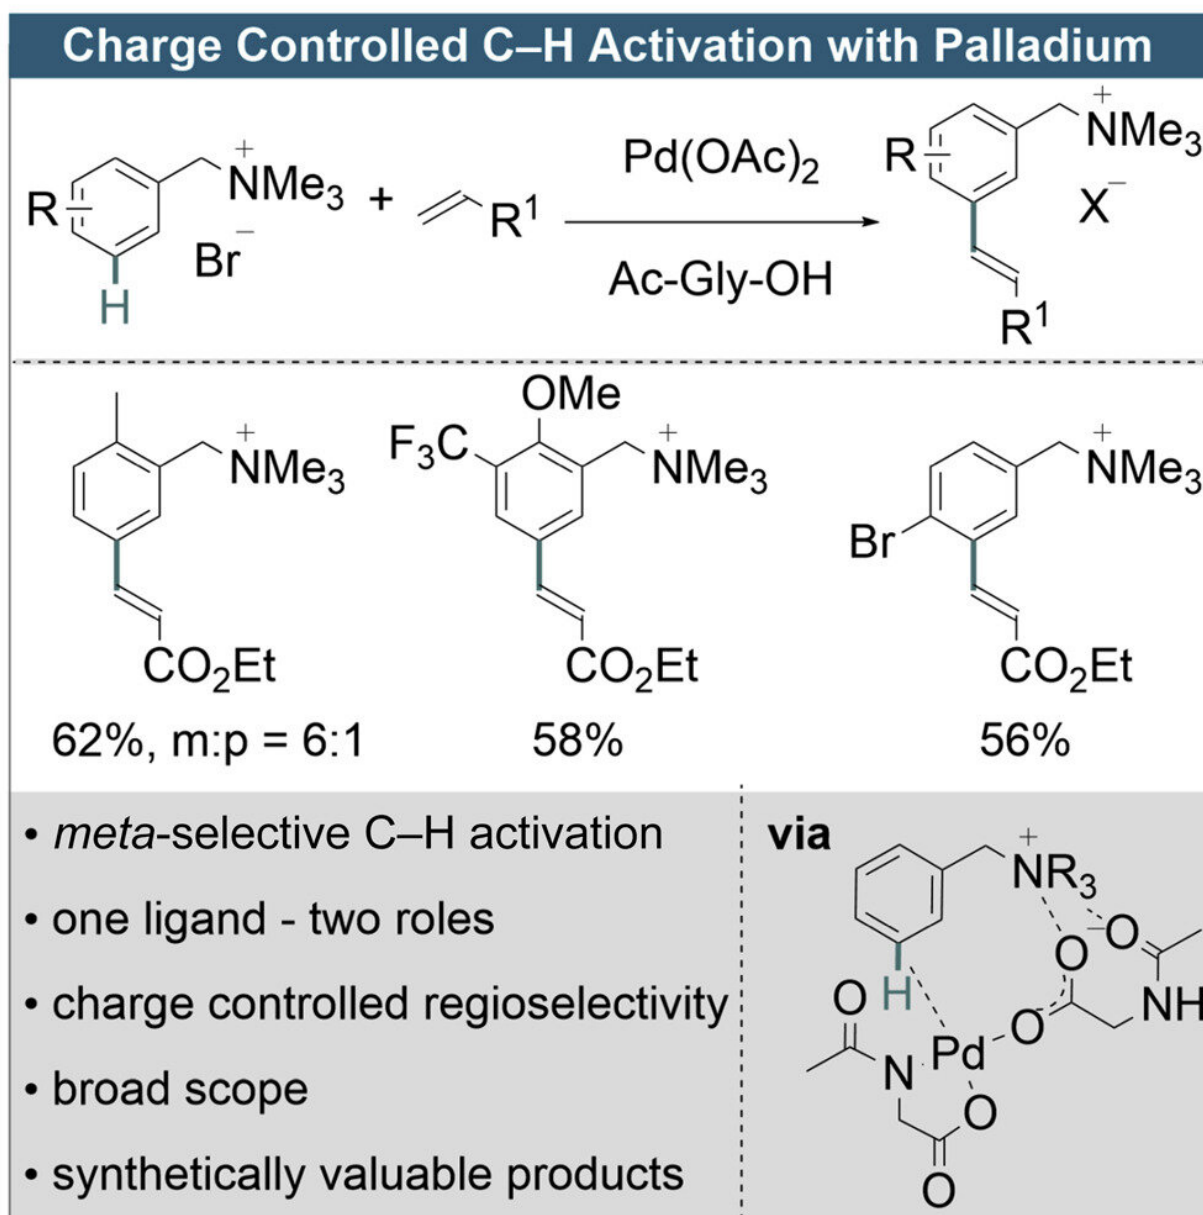 Charge Controlled C–H Activation with Palladium
R
H
+
NMe3
Br−
+
R1
Pd(OAc)2
Ac-Gly-OH
R
+
NMe3
X−
R1
+
NMe3
CO2Et
62%, m:p = 6:1
OMe
F3C
+
NMe3
CO2Et
58%
Br
+
NMe3
CO2Et
56%
• meta-selective C–H activation
• one ligand - two roles
• charge controlled regioselectivity
• broad scope
• synthetically valuable products
via
+
NR3
−
O
O
H
O
O
NH
Pd
N
O
O